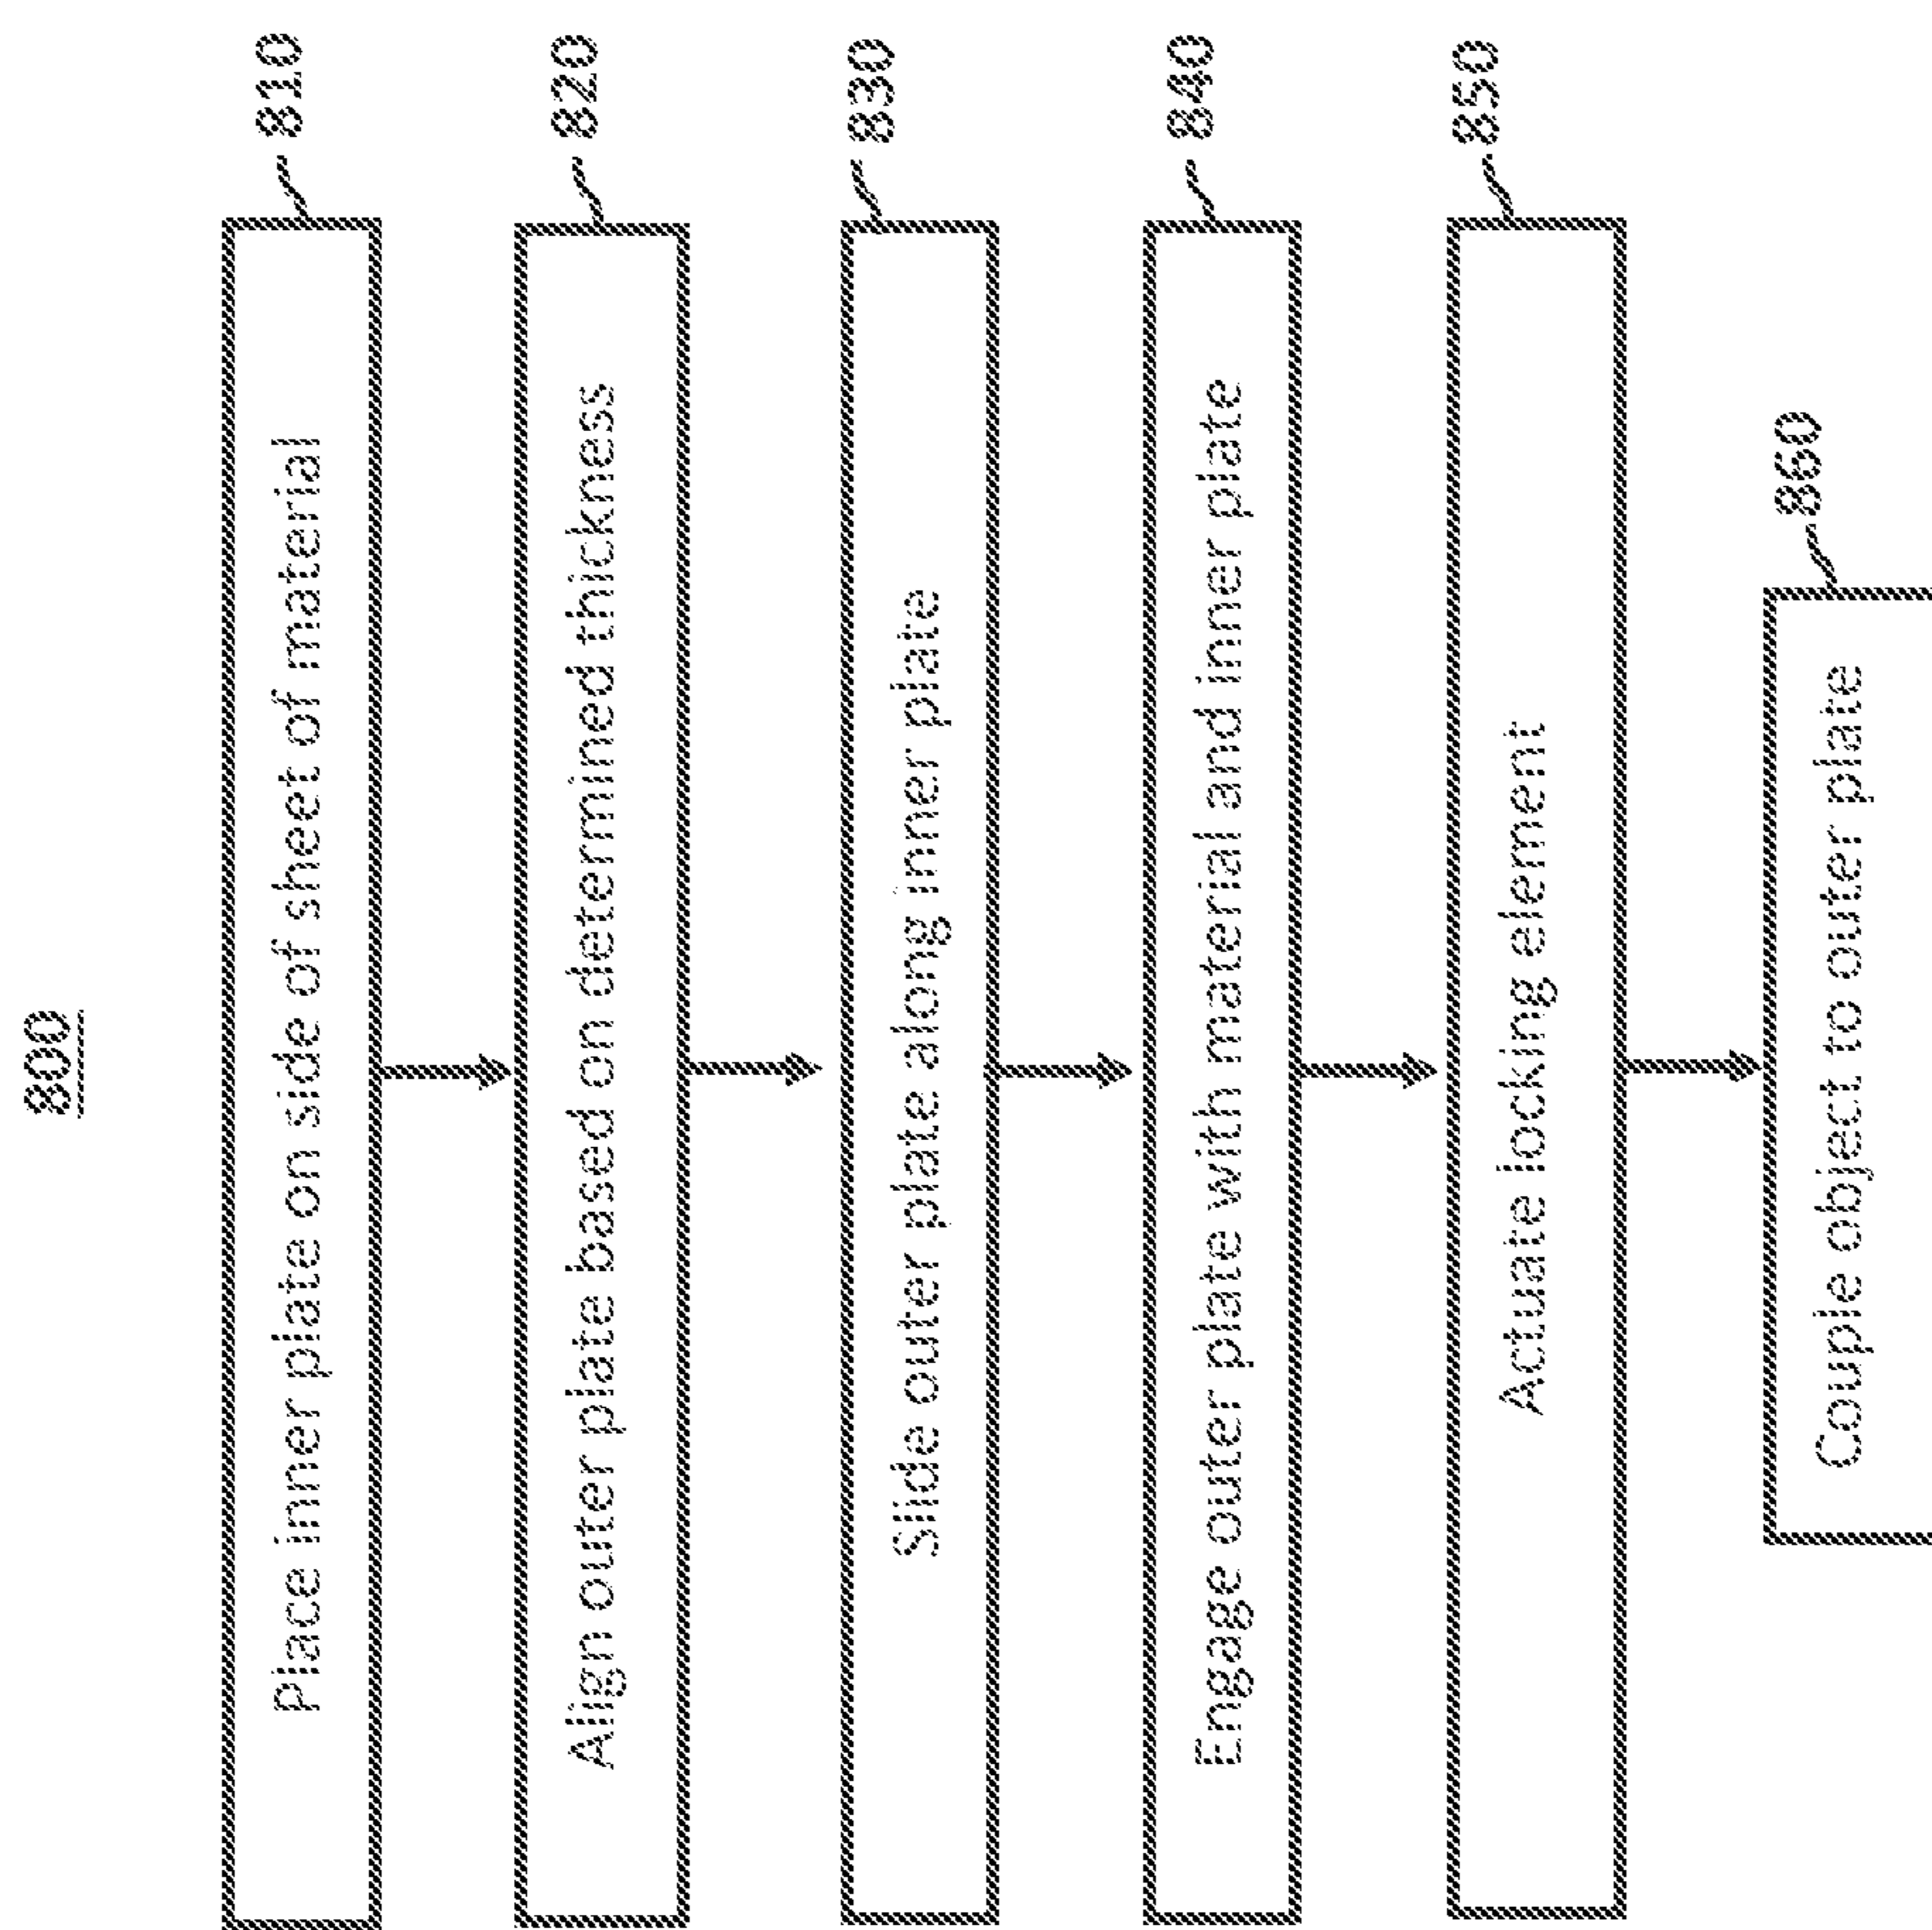 800
Place inner plate on side of sheet of material
810
Align outer plate based on determined thickness
820
Slide outer plate along inner plate
830
Engage outer plate with material and inner plate
840
Actuate locking element
850
Couple object to outer plate
860